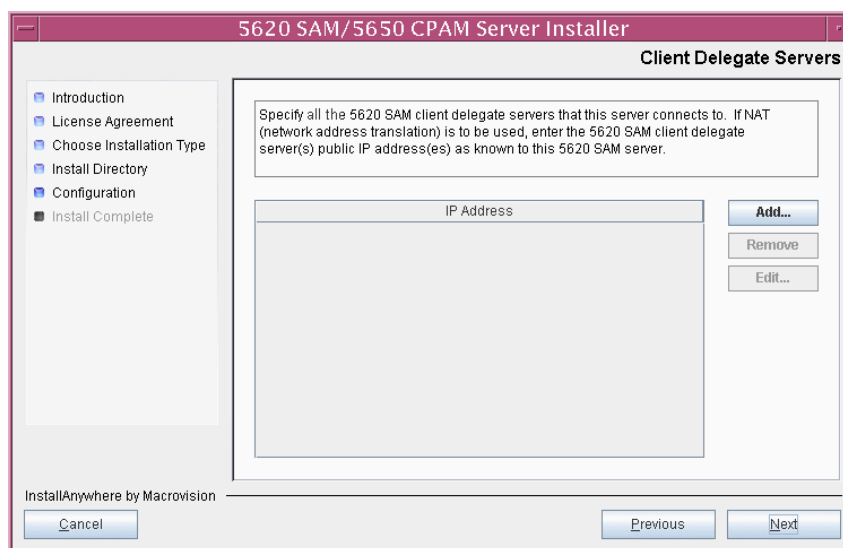 5620 SAM/5650 CPAM Server Installer
Client Delegate Servers
Introduction
License Agreement
Choose Installation Type
Install Directory
Configuration
Install Complete
Specify all the 5620 SAM client delegate servers that this server connects to. If NAT
(network address translation) is to be used, enter the 5620 SAM client delegate
server(s) public IP address(es) as known to this 5620 SAM server.
IP Address
Add...
Remove
Edit...
InstallAnywhere by Macrovision
Cancel
Previous
Next